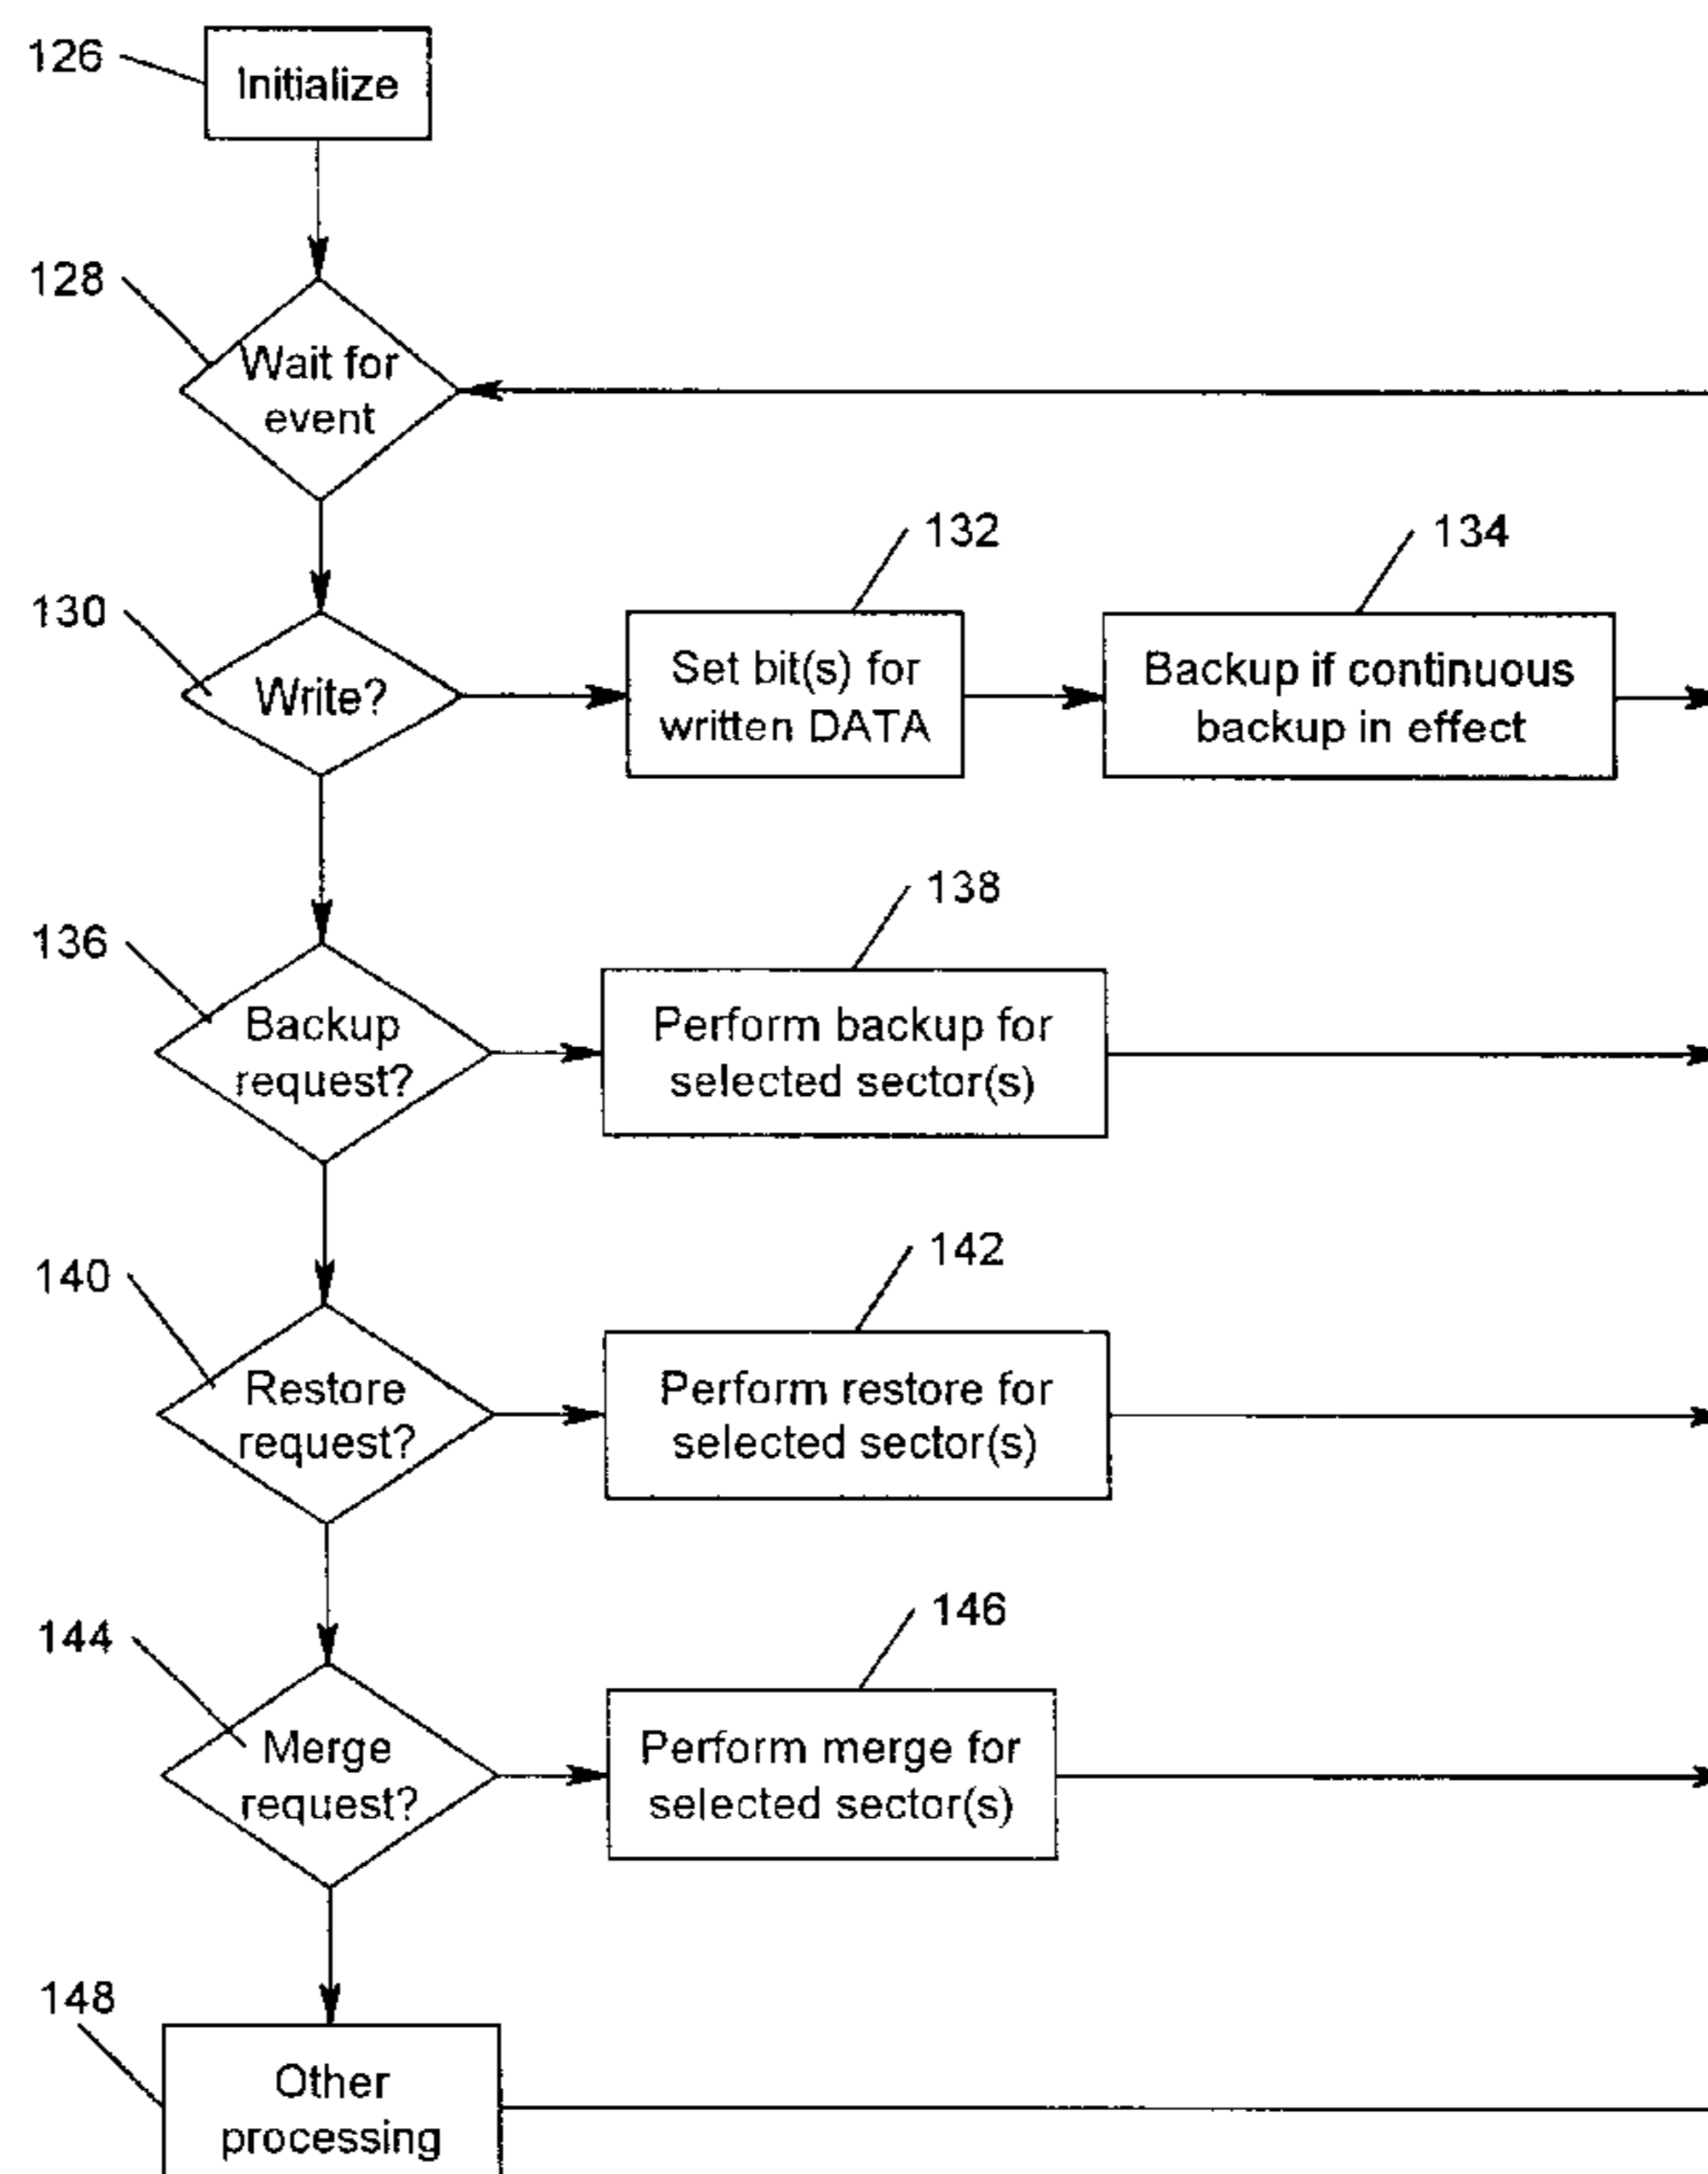 126
Initialize
128
Wait for
event
132
134
130
Write?
Set bit(s) for
written DATA
Backup if continuous
backup in effect
138
136
Backup
request?
Perform backup for
selected sector(s)
142
140
Restore
request?
Perform restore for
selected sector(s)
146
144
Merge
request?
Perform merge for
selected sector(s)
148
Other
processing